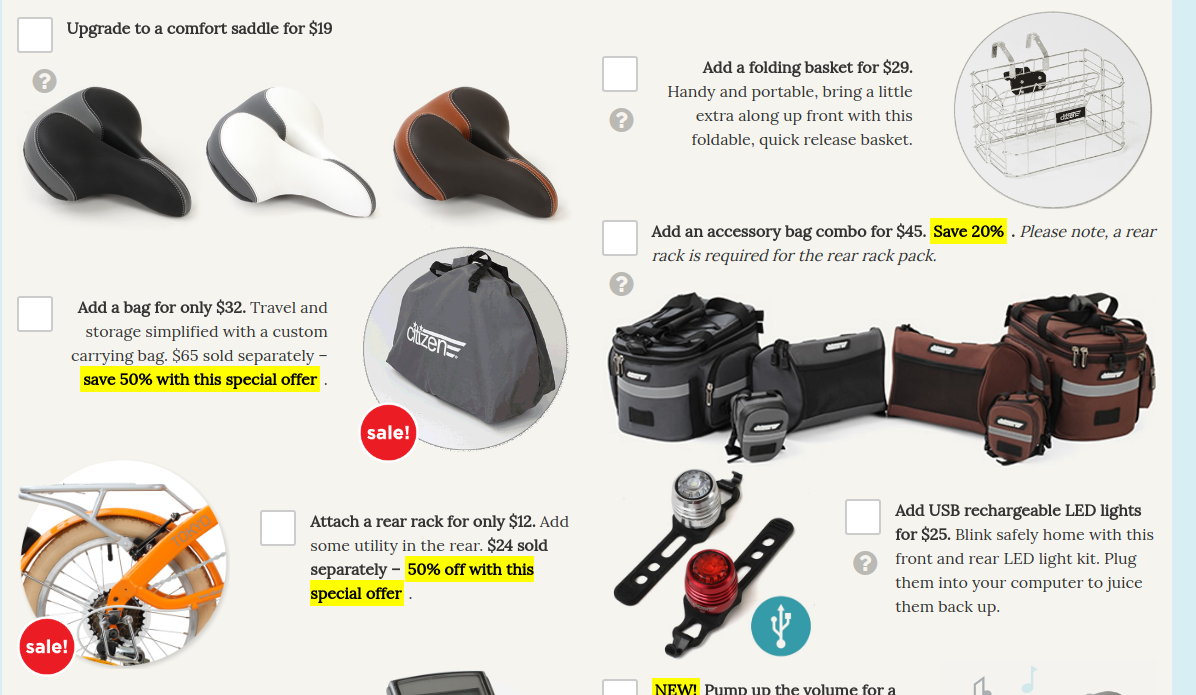 Upgrade to a comfort saddle for $19
?
Add a folding basket for $29.
Handy and portable, bring a little
extra along up front with this
foldable, quick release basket.
?
citizen
Add an accessory bag combo for $45. Save 20% . Please note, a rear
rack is required for the rear rack pack.
?
Add a bag for only $32. Travel and
storage simplified with a custom
carrying bag. $65 sold separately –
save 50% with this special offer .
citizen
sale!
Attach a rear rack for only $12. Add
some utility in the rear. $24 sold
separately – 50% off with this
special offer .
TOKYO
sale!
Add USB rechargeable LED lights
for $25. Blink safely home with this
front and rear LED light kit. Plug
them into your computer to juice
them back up.
?
NEW! Pump up the volume for a